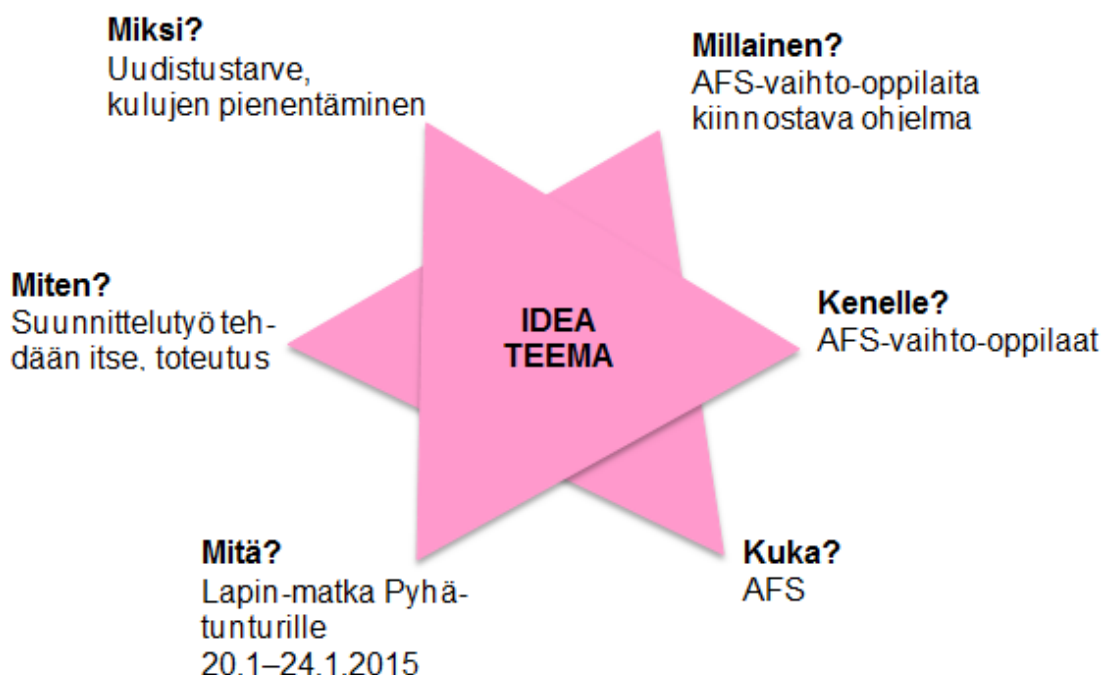 Miksi?
Uudistustarve,
kulujen pienentäminen
Millainen?
AFS-vaihto-oppilaita
kiinnostava ohjelma
Miten?
Suunnittelutyö teh-
dään itse, toteutus
IDEA
TEEMA
Kenelle?
AFS-vaihto-oppilaat
Mitä?
Lapin-matka Pyhä-
tunturille
20.1–24.1.2015
Kuka?
AFS